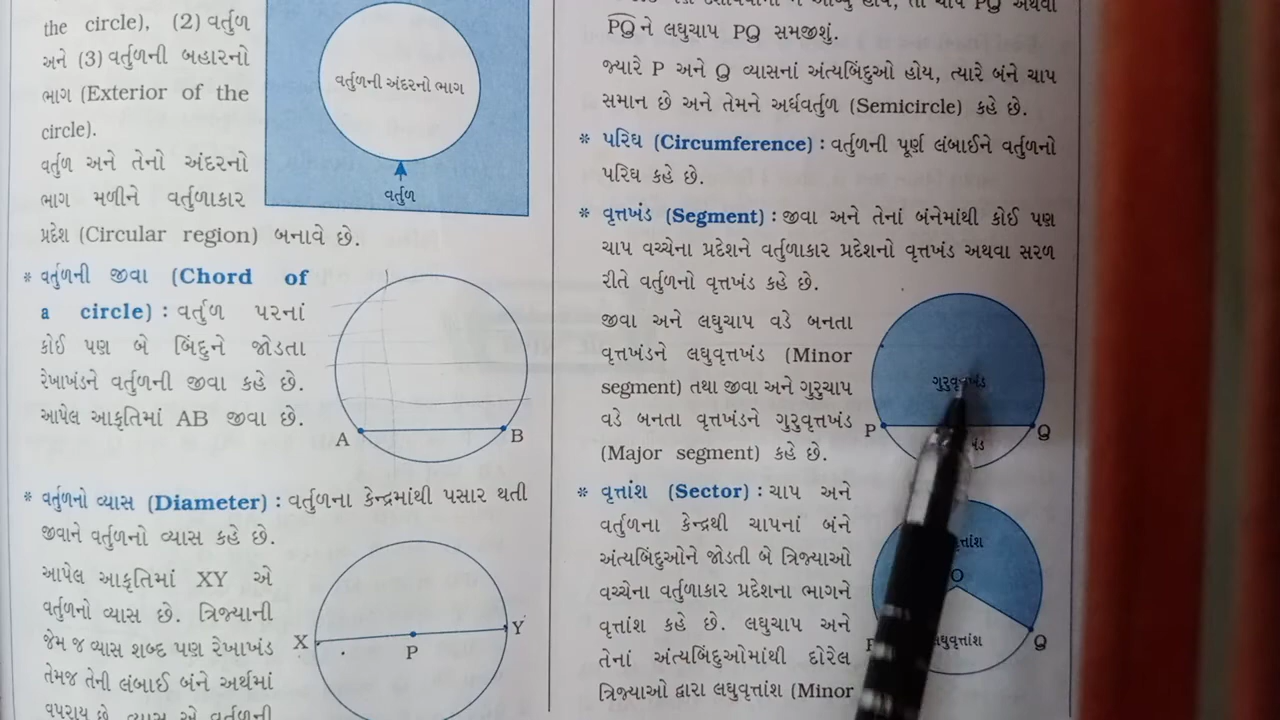 the circle), (2) વર્તુળ
અને (3) વર્તુળની બહારનો
ભાગ (Exterior of the
circle).
વર્તુળ અને તેનો અંદરનો
ભાગ મળીને વર્તુળાકાર
પ્રદેશ (Circular region) બનાવે છે.
વર્તુળની અંદરનો ભાગ
વર્તુળ
* વર્તુળની જીવા (Chord of
a circle) : વર્તુળ પરનાં
કોઈ પણ બે બિંદુને જોડતા
રેખાખંડને વર્તુળની જીવા કહે છે.
આપેલ આકૃતિમાં AB જીવા છે.
A
B
* વર્તુળનો વ્યાસ (Diameter) : વર્તુળના કેન્દ્રમાંથી પસાર થતી
જીવાને વર્તુળનો વ્યાસ કહે છે.
આપેલ આકૃતિમાં XY એ
વર્તુળનો વ્યાસ છે. ત્રિજ્યાની
જેમ જ વ્યાસ શબ્દ પણ રેખાખંડ
તેમજ તેની લંબાઈ બંને અર્થમાં
વપરાય છે. વ્યાસ એ વર્તુળની
X
P
Y
હોય, તો ચાપ PQ અથવા
PQ ને લઘુચાપ PQ સમજીશું.
જ્યારે P અને Q વ્યાસનાં અંત્યબિંદુઓ હોય, ત્યારે બંને ચાપ
સમાન છે અને તેમને અર્ધવર્તુળ (Semicircle) કહે છે.
* પરિઘ (Circumference) : વર્તુળની પૂર્ણ લંબાઈને વર્તુળનો
પરિઘ કહે છે.
* વૃત્તખંડ (Segment) : જીવા અને તેનાં બંનેમાંથી કોઈ પણ
ચાપ વચ્ચેના પ્રદેશને વર્તુળાકાર પ્રદેશનો વૃત્તખંડ અથવા સરળ
રીતે વર્તુળનો વૃત્તખંડ કહે છે.
જીવા અને લઘુચાપ વડે બનતા
વૃત્તખંડને લઘુવૃત્તખંડ (Minor
segment) તથા જીવા અને ગુરુચાપ
વડે બનતા વૃત્તખંડને ગુરુવૃત્તખંડ
(Major segment) કહે છે.
ગુરુવૃત્તખંડ
P
Q
* વૃત્તાંશ (Sector) : ચાપ અને
વર્તુળના કેન્દ્રથી ચાપનાં બંને
અંત્યબિંદુઓને જોડતી બે ત્રિજ્યાઓ
વચ્ચેના વર્તુળાકાર પ્રદેશના ભાગને
વૃત્તાંશ કહે છે. લઘુચાપ અને
તેનાં અંત્યબિંદુઓમાંથી દોરેલ
ત્રિજ્યાઓ દ્વારા લઘુવૃત્તાંશ (Minor
O
Q